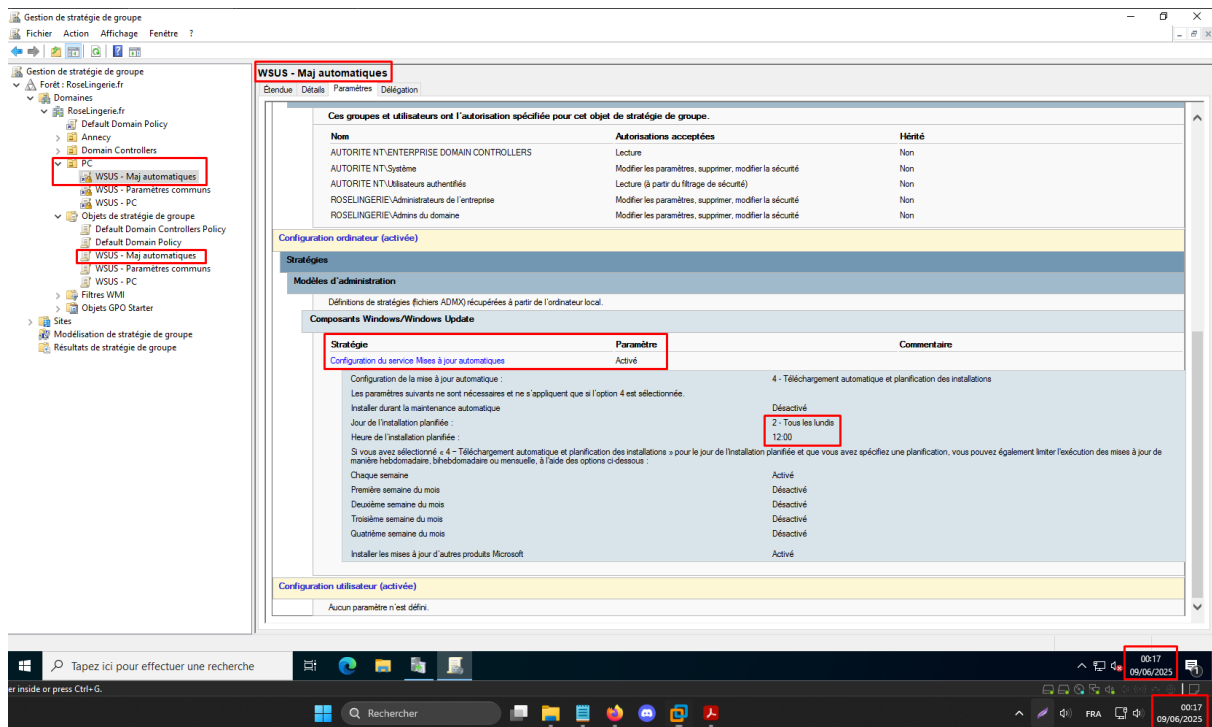 Gestion de stratégie de groupe
Fichier Action Affichage Fenêtre ?
Gestion de stratégie de groupe
Forêt : RoseLingerie.fr
Domaines
RoseLingerie.fr
Default Domain Policy
Annecy
Domain Controllers
PC
WSUS - Maj automatiques
WSUS - Paramètres communs
WSUS - PC
Objets de stratégie de groupe
Default Domain Controllers Policy
Default Domain Policy
WSUS - Maj automatiques
WSUS - Paramètres communs
WSUS - PC
Filtres WMI
Objets GPO Starter
Sites
Modélisation de stratégie de groupe
Résultats de stratégie de groupe
WSUS - Maj automatiques
Étendue Détails Paramètres Délégation
Ces groupes et utilisateurs ont l'autorisation spécifiée pour cet objet de stratégie de groupe.
Nom Autorisations acceptées Hérité
AUTORITE NT\ENTERPRISE DOMAIN CONTROLLERS Lecture Non
AUTORITE NT\Système Modifier les paramètres, supprimer, modifier la sécurité Non
AUTORITE NT\Utilisateurs authentifiés Lecture (à partir du filtrage de sécurité) Non
ROSELINGERIE\Administrateurs de l'entreprise Modifier les paramètres, supprimer, modifier la sécurité Non
ROSELINGERIE\Admins du domaine Modifier les paramètres, supprimer, modifier la sécurité Non
Configuration ordinateur (activée)
Stratégies
Modèles d'administration
Définitions de stratégies (fichiers ADMX) récupérées à partir de l'ordinateur local.
Composants Windows/Windows Update
Stratégie Paramètre Commentaire
Configuration du service Mises à jour automatiques Activé
Configuration de la mise à jour automatique : 4 - Téléchargement automatique et planification des installations
Les paramètres suivants ne sont nécessaires et ne s'appliquent que si l'option 4 est sélectionnée.
Installer durant la maintenance automatique Désactivé
Jour de l'installation planifiée : 2 - Tous les lundis
Heure de l'installation planifiée : 12:00
Si vous avez sélectionné « 4 – Téléchargement automatique et planification des installations » pour le jour de l'installation planifiée et que vous avez spécifiez une planification, vous pouvez également limiter l'exécution des mises à jour de
manière hebdomadaire, bihebdomadaire ou mensuelle, à l'aide des options ci-dessous :
Chaque semaine Activé
Première semaine du mois Désactivé
Deuxième semaine du mois Désactivé
Troisième semaine du mois Désactivé
Quatrième semaine du mois Désactivé
Installer les mises à jour d'autres produits Microsoft Activé
Configuration utilisateur (activée)
Aucun paramètre n'est défini.
Tapez ici pour effectuer une recherche
00:17
09/06/2025
1
er inside or press Ctrl+G.
Rechercher
FRA
00:17
09/06/2025